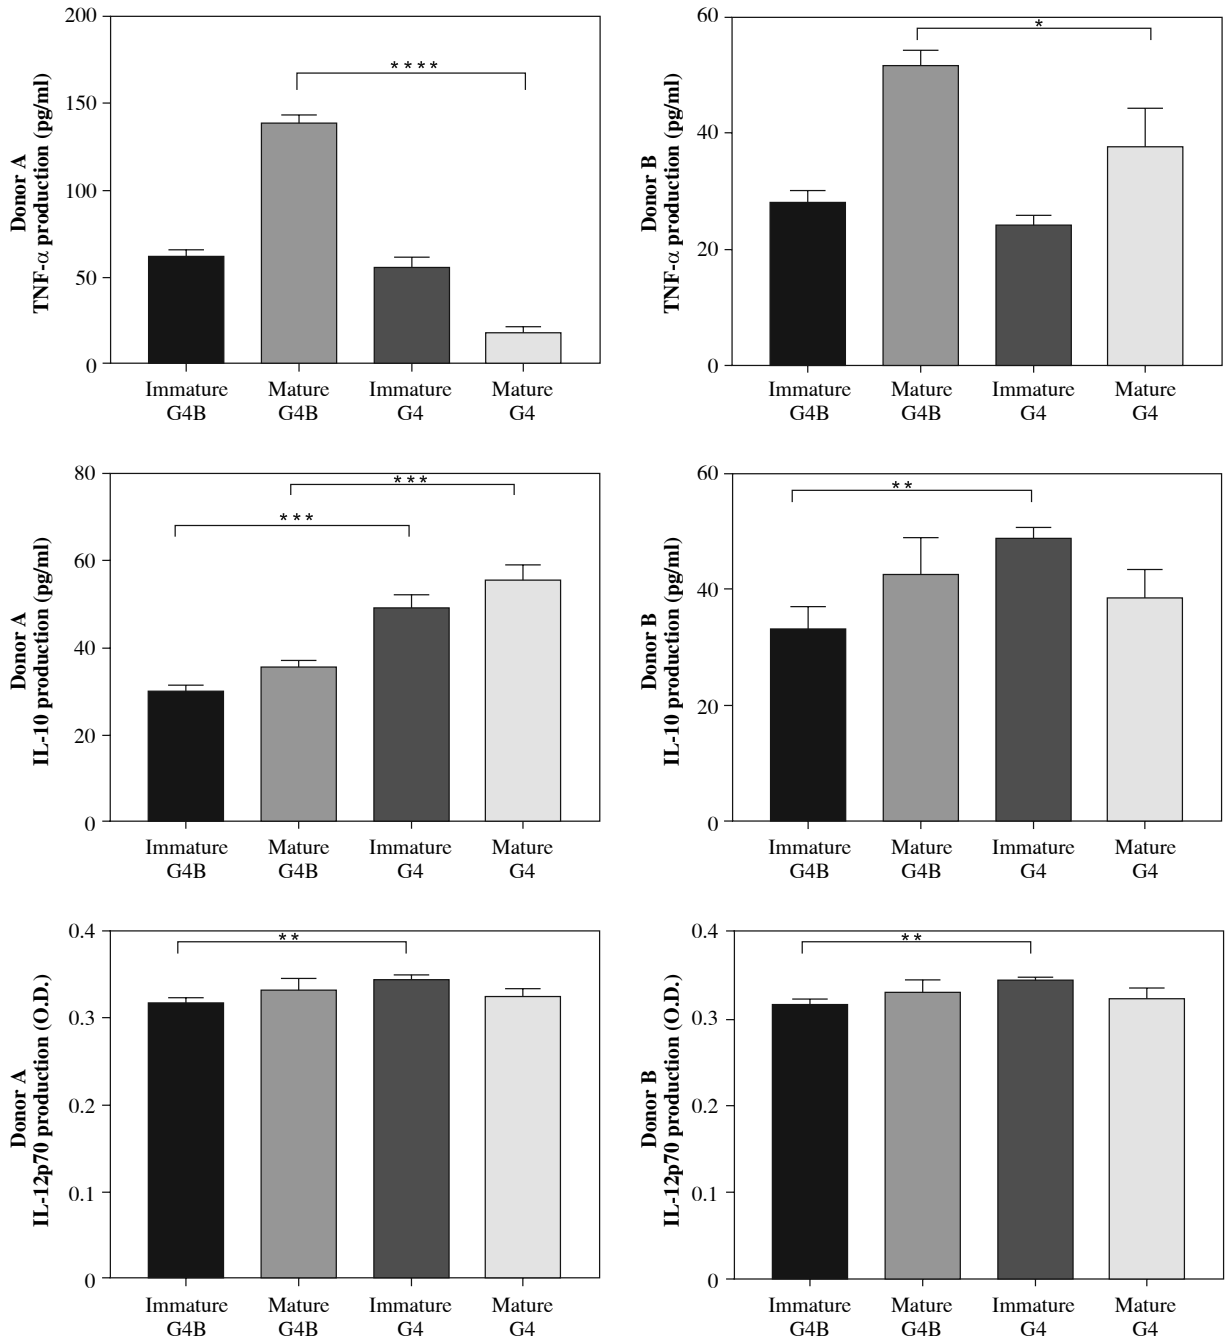 Donor A
TNF-α production (pg/ml)
200
150
100
50
0
****
Immature
G4B
Mature
G4B
Immature
G4
Mature
G4
Donor B
TNF-α production (pg/ml)
60
40
20
0
*
Immature
G4B
Mature
G4B
Immature
G4
Mature
G4
Donor A
IL-10 production (pg/ml)
80
60
40
20
0
***
***
Immature
G4B
Mature
G4B
Immature
G4
Mature
G4
Donor B
IL-10 production (pg/ml)
60
40
20
0
**
Immature
G4B
Mature
G4B
Immature
G4
Mature
G4
Donor A
IL-12p70 production (O.D.)
0.4
0.3
0.2
0.1
0
**
Immature
G4B
Mature
G4B
Immature
G4
Mature
G4
Donor B
IL-12p70 production (O.D.)
0.4
0.3
0.2
0.1
0
**
Immature
G4B
Mature
G4B
Immature
G4
Mature
G4